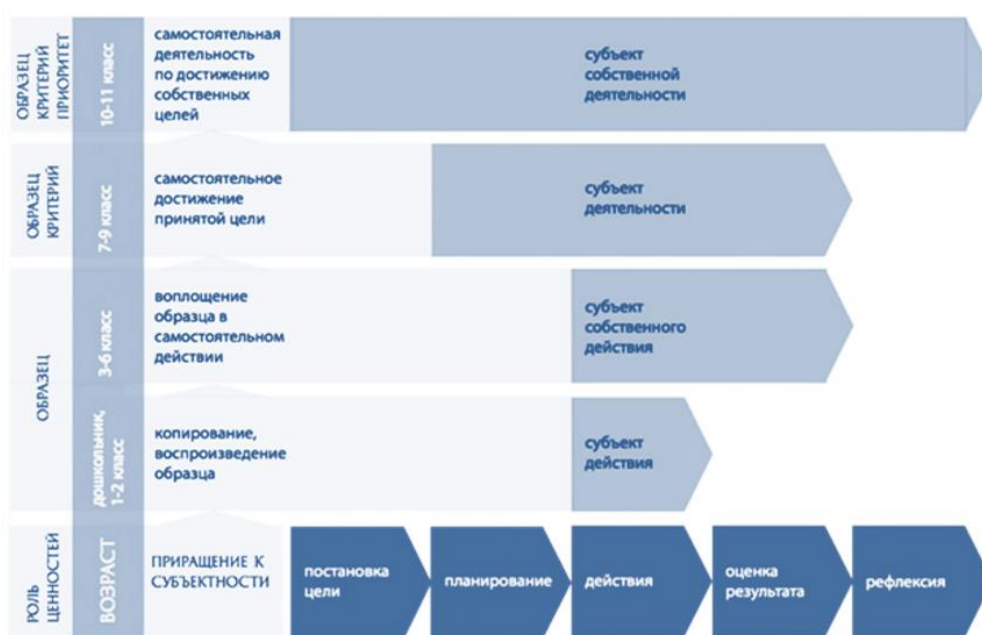 ОБРАЗЕЦ
КРИТЕРИЙ
ПРИОРИТЕТ
10-11 класс
самостоятельная
деятельность
по достижению
собственных
целей
субъект
собственной
деятельности
ОБРАЗЕЦ
КРИТЕРИЙ
7-9 класс
самостоятельное
достижение
принятой цели
субъект
деятельности
ОБРАЗЕЦ
3-6 класс
воплощение
образца в
самостоятельном
действии
субъект
собственного
действия
дошкольник,
1-2 класс
копирование,
воспроизведение
образца
субъект
действия
РОЛЬ
ЦЕННОСТЕЙ
ВОЗРАСТ
ПРИРАЩЕНИЕ К
СУБЪЕКТНОСТИ
постановка
цели
планирование
действия
оценка
результата
рефлексия